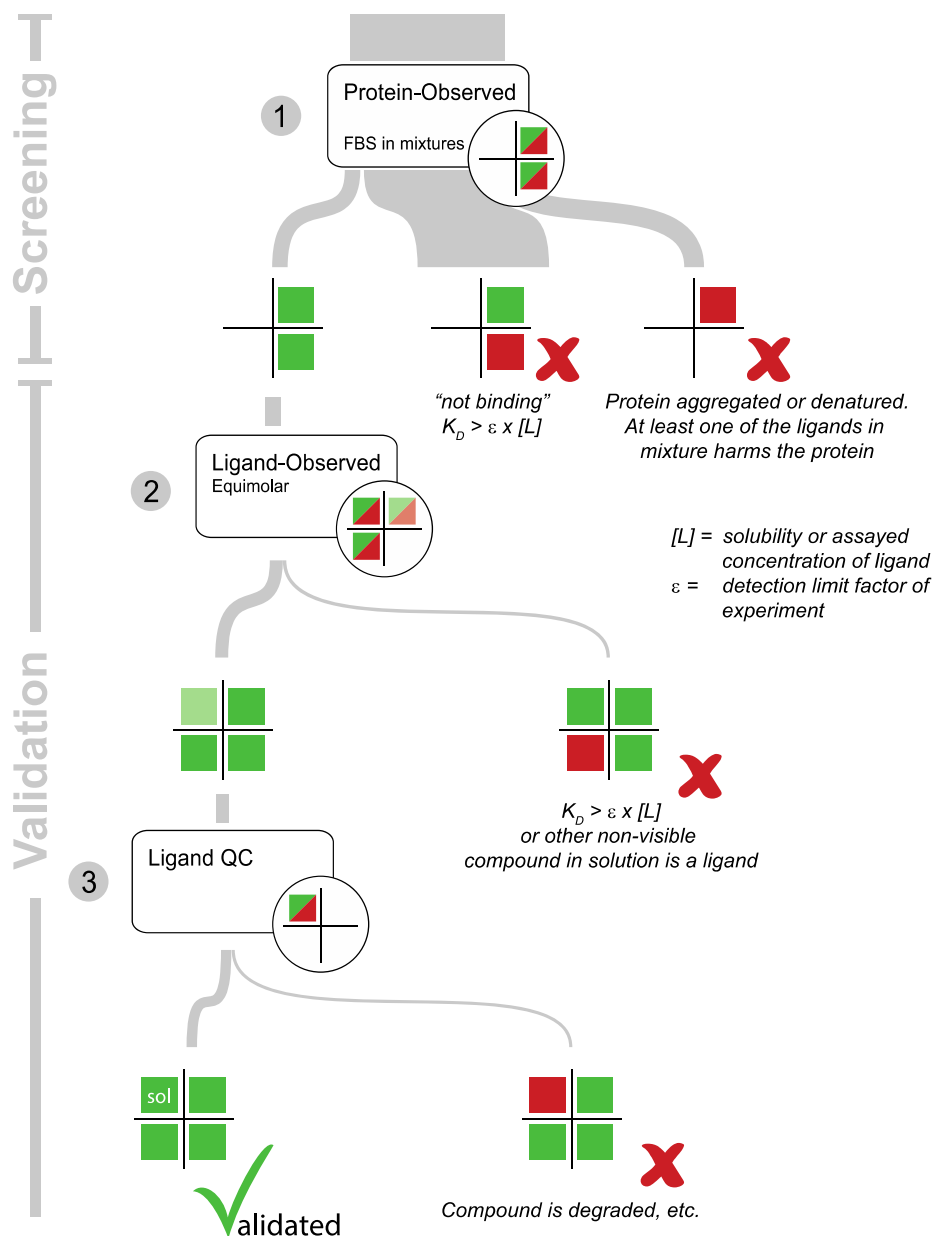 Screening
1
Protein-Observed
FBS in mixtures
"not binding"
K_D > ε x [L]
Protein aggregated or denatured.
At least one of the ligands in
mixture harms the protein
Validation
2
Ligand-Observed
Equimolar
[L] = solubility or assayed
concentration of ligand
ε = detection limit factor of
experiment
K_D > ε x [L]
or other non-visible
compound in solution is a ligand
3
Ligand QC
sol
alidated
Compound is degraded, etc.